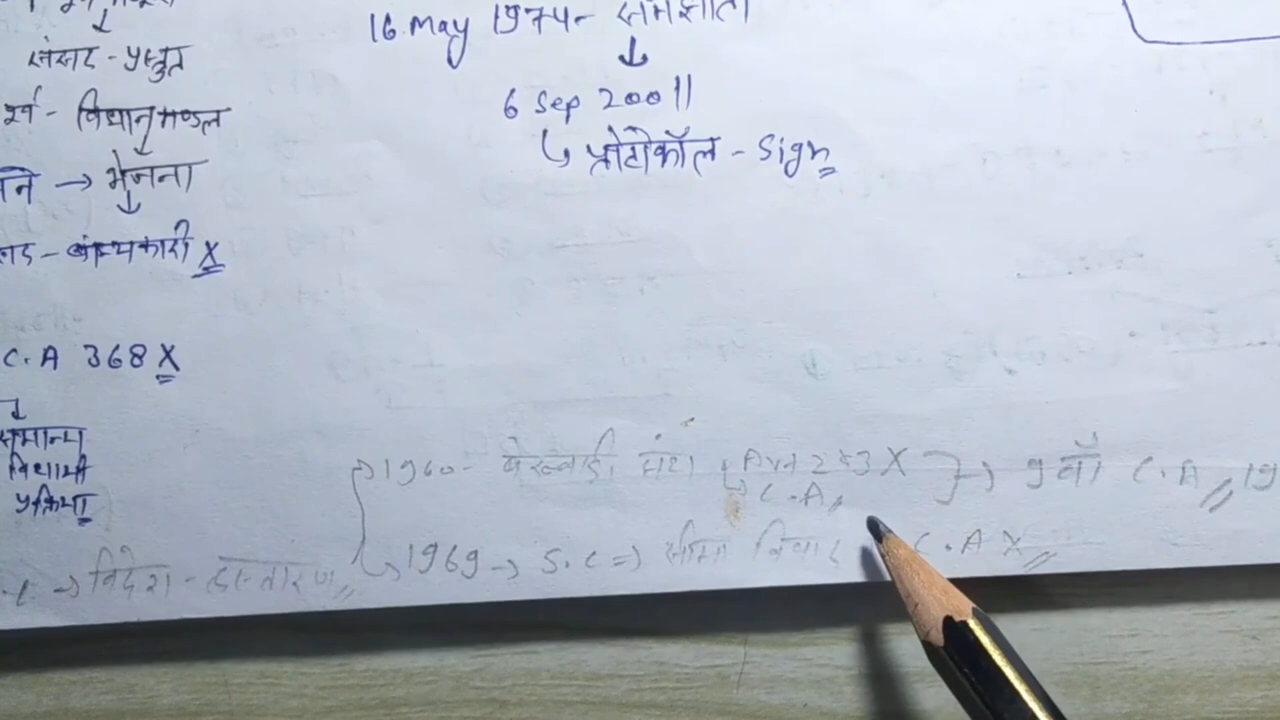 संसद - प्रस्तुत
पूर्व - विधानमण्डल
→ भेजना
बाध्यकारी X
C.A 368 X
सामान्य
विधायी
प्रक्रिया
16 May 1974 - समझौता
6 Sep 2011
प्रोटोकॉल - Sign
1960 - बेरुबाड़ी संघ Art 2 व 3 X → 9वाँ C.A, 19
C.A,
→ निर्देश - हस्तांतरण
1969 → S.C ⇒ सीमा विवाद C.A X